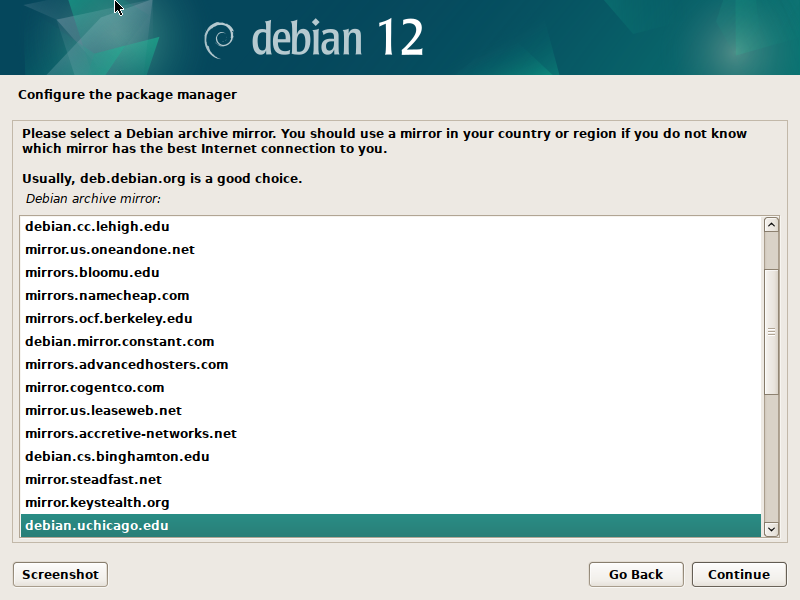 debian 12
Configure the package manager
Please select a Debian archive mirror. You should use a mirror in your country or region if you do not know
which mirror has the best Internet connection to you.
Usually, deb.debian.org is a good choice.
Debian archive mirror:
debian.cc.lehigh.edu
mirror.us.oneandone.net
mirrors.bloomu.edu
mirrors.namecheap.com
mirrors.ocf.berkeley.edu
debian.mirror.constant.com
mirrors.advancedhosters.com
mirror.cogentco.com
mirror.us.leaseweb.net
mirrors.accretive-networks.net
debian.cs.binghamton.edu
mirror.steadfast.net
mirror.keystealth.org
debian.uchicago.edu
Screenshot
Go Back
Continue